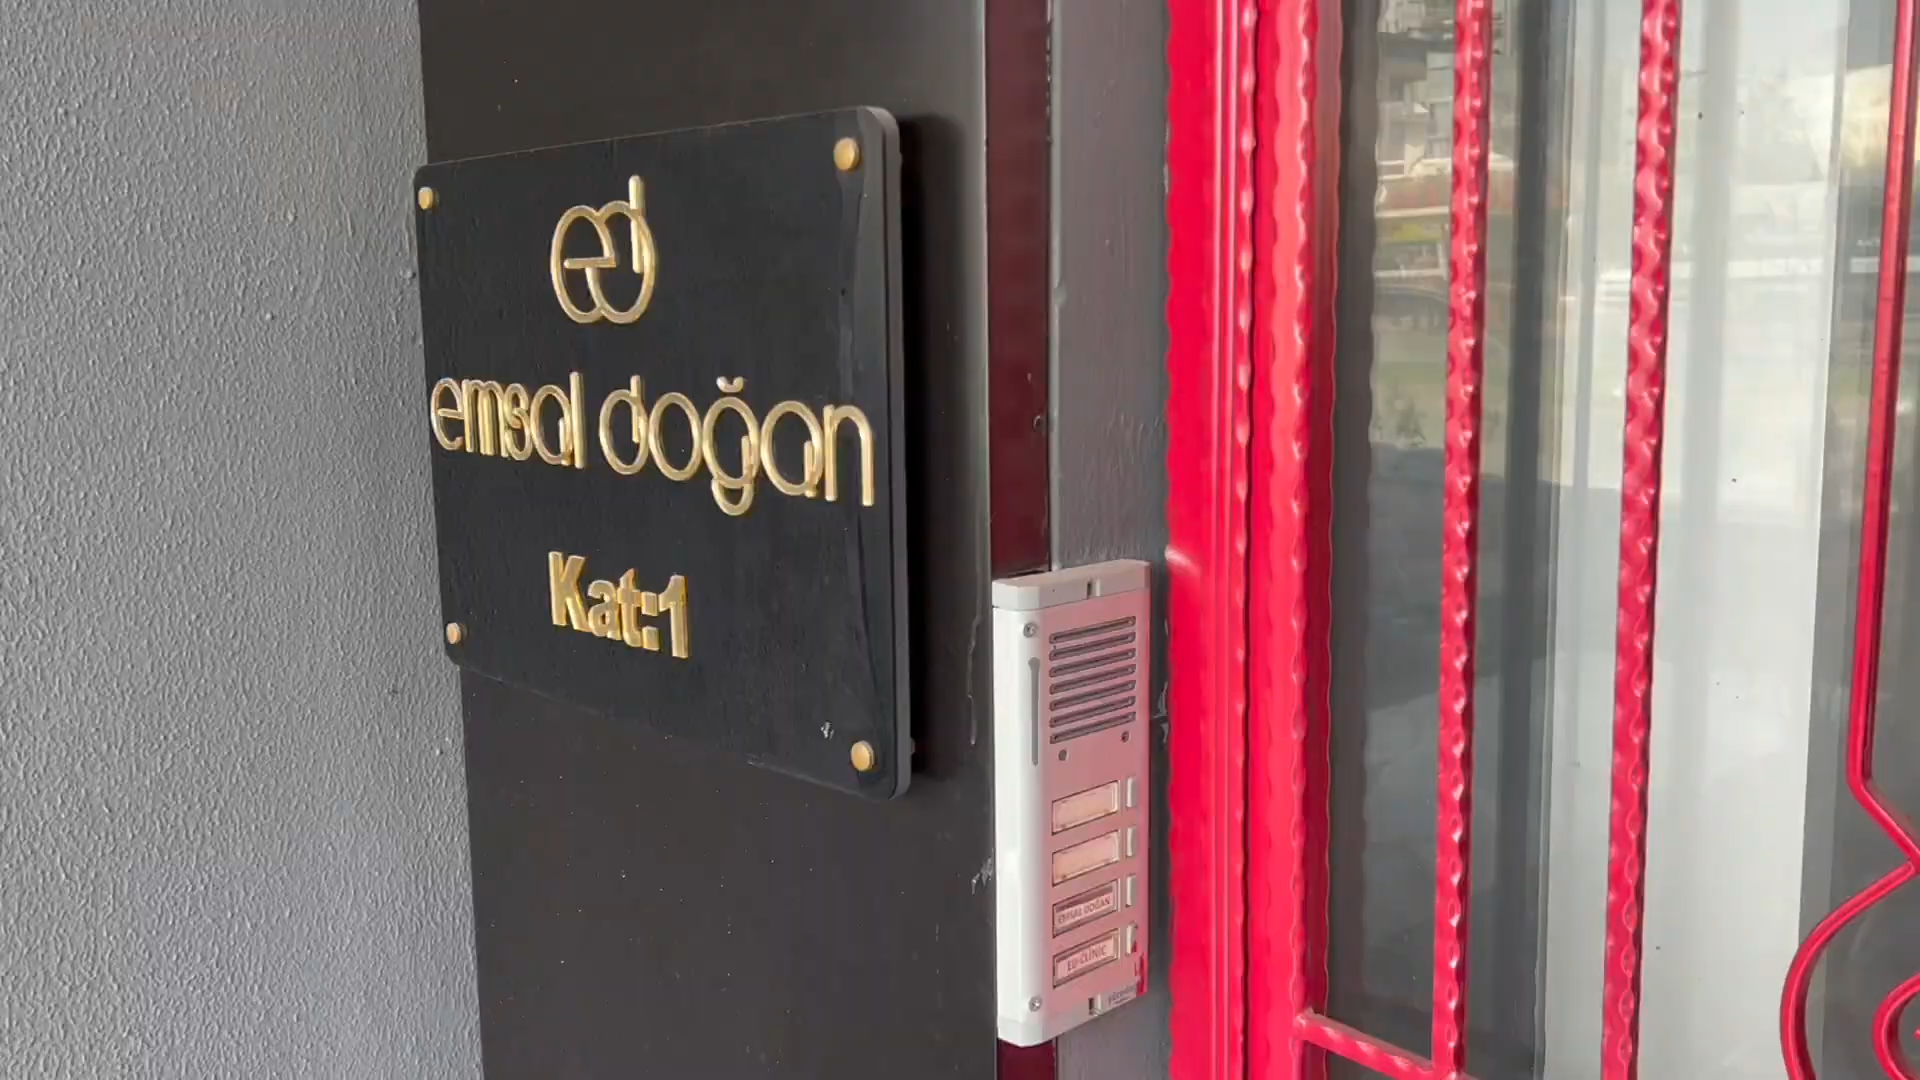 ed
emsal doğan
Kat:1
EMSAL DOĞAN
ED CLINIC